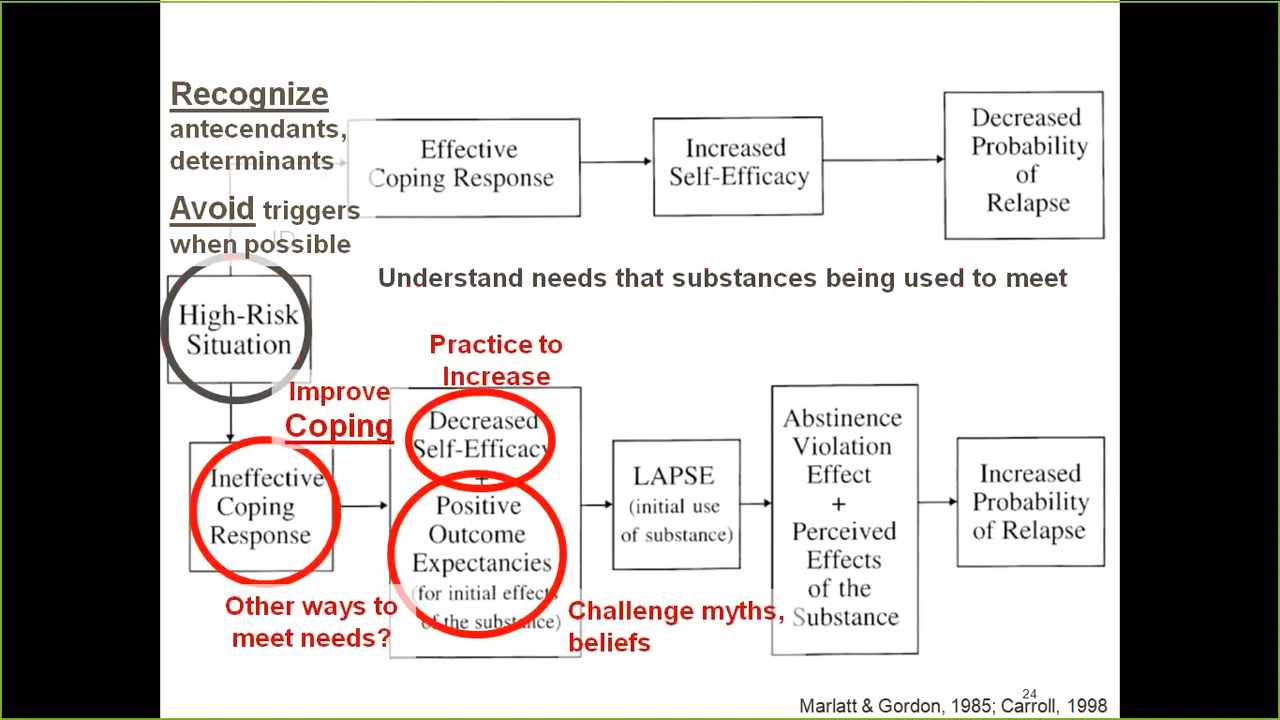 Recognize
antecendants,
determinants
Avoid triggers
when possible
Effective
Coping Response
Increased
Self-Efficacy
Decreased
Probability
of
Relapse
Understand needs that substances being used to meet
High-Risk
Situation
Improve
Coping
Practice to
Increase
Ineffective
Coping
Response
Decreased
Self-Efficacy
+
Positive
Outcome
Expectancies
(for initial effects
of the substance)
LAPSE
(initial use
of substance)
Abstinence
Violation
Effect
+
Perceived
Effects
of the
Substance
Increased
Probability
of Relapse
Other ways to
meet needs?
Challenge myths,
beliefs
24
Marlatt & Gordon, 1985; Carroll, 1998